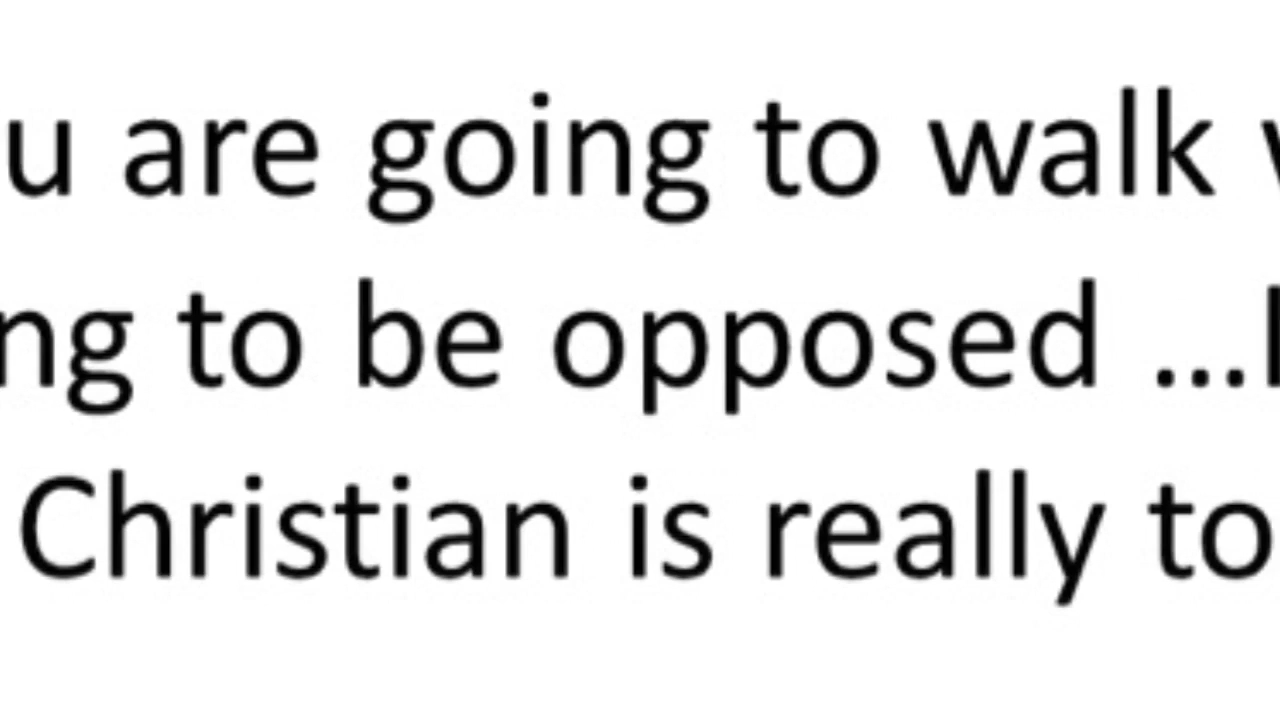 u are going to walk
ng to be opposed ...
Christian is really to